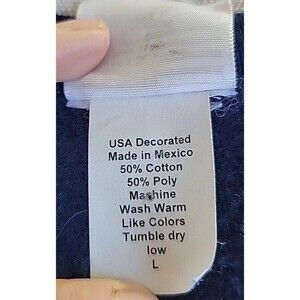 USA Decorated
Made in Mexico
50% Cotton
50% Poly
Machine
Wash Warm
Like Colors
Tumble dry
low
L